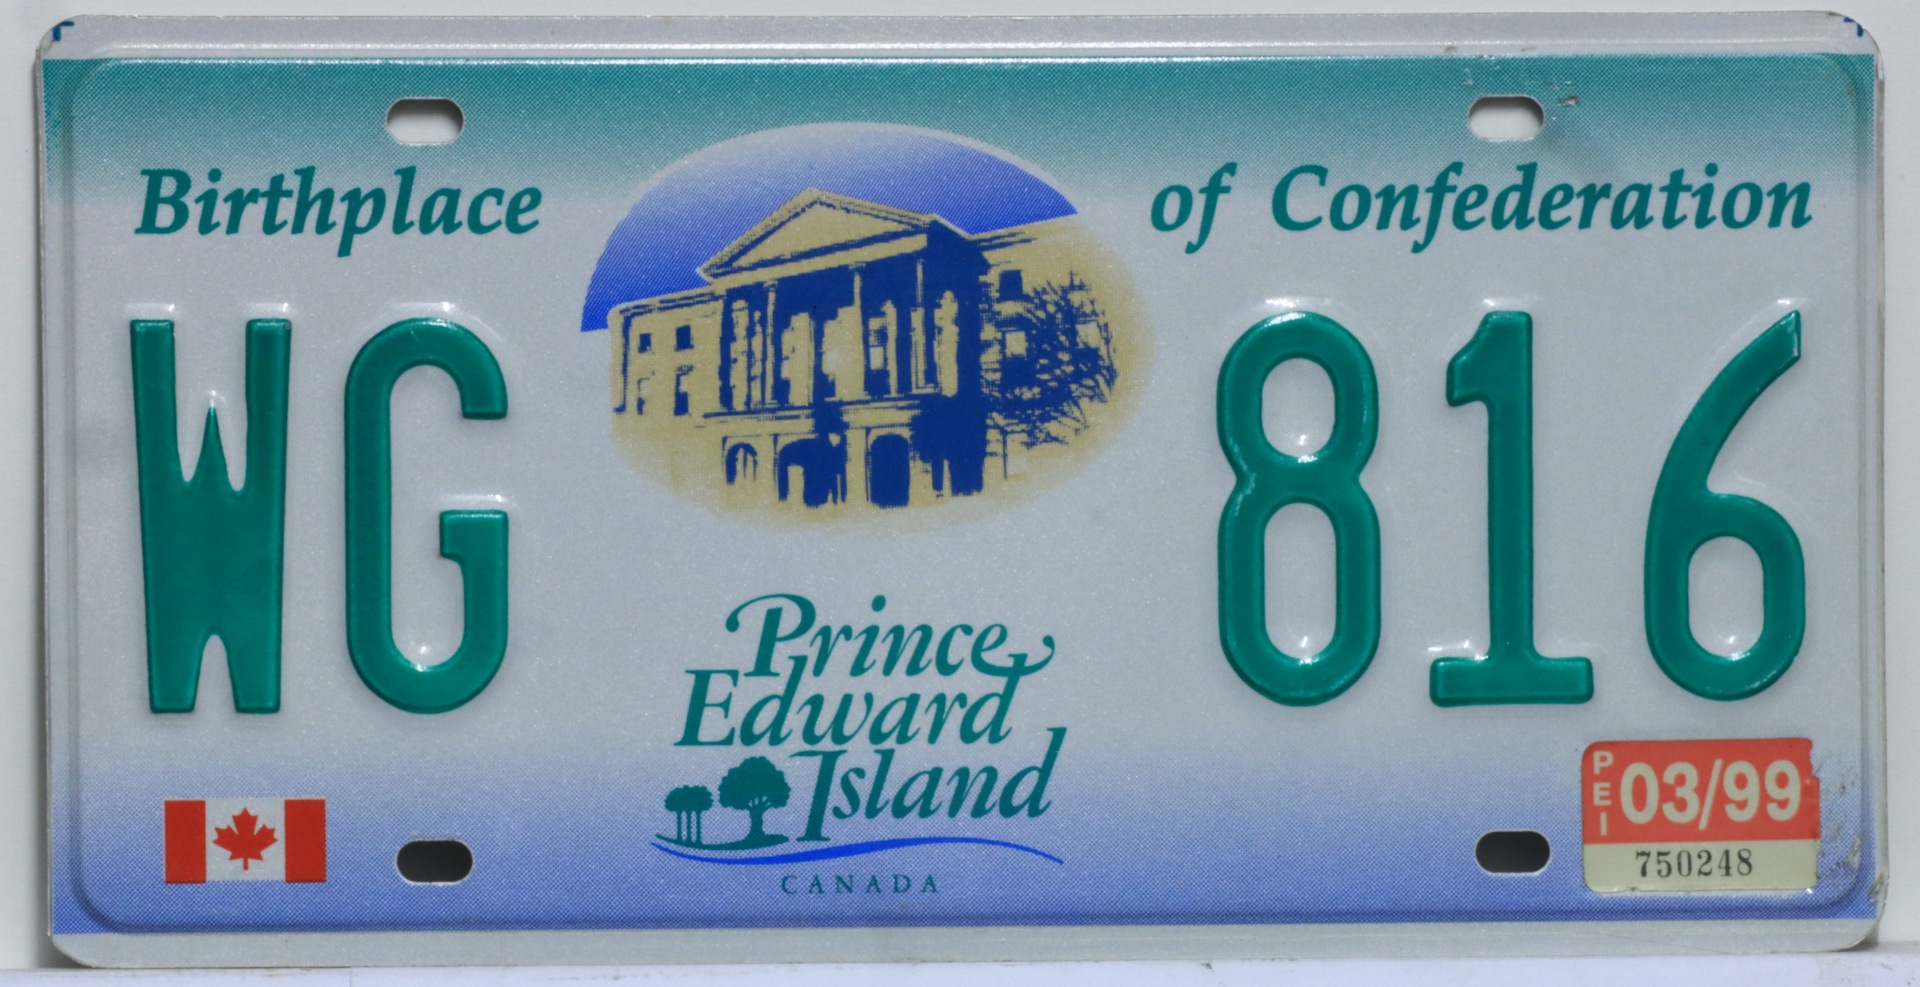 Birthplace of Confederation
WG 816
Prince
Edward
Island
CANADA
PEI
03/99
750248